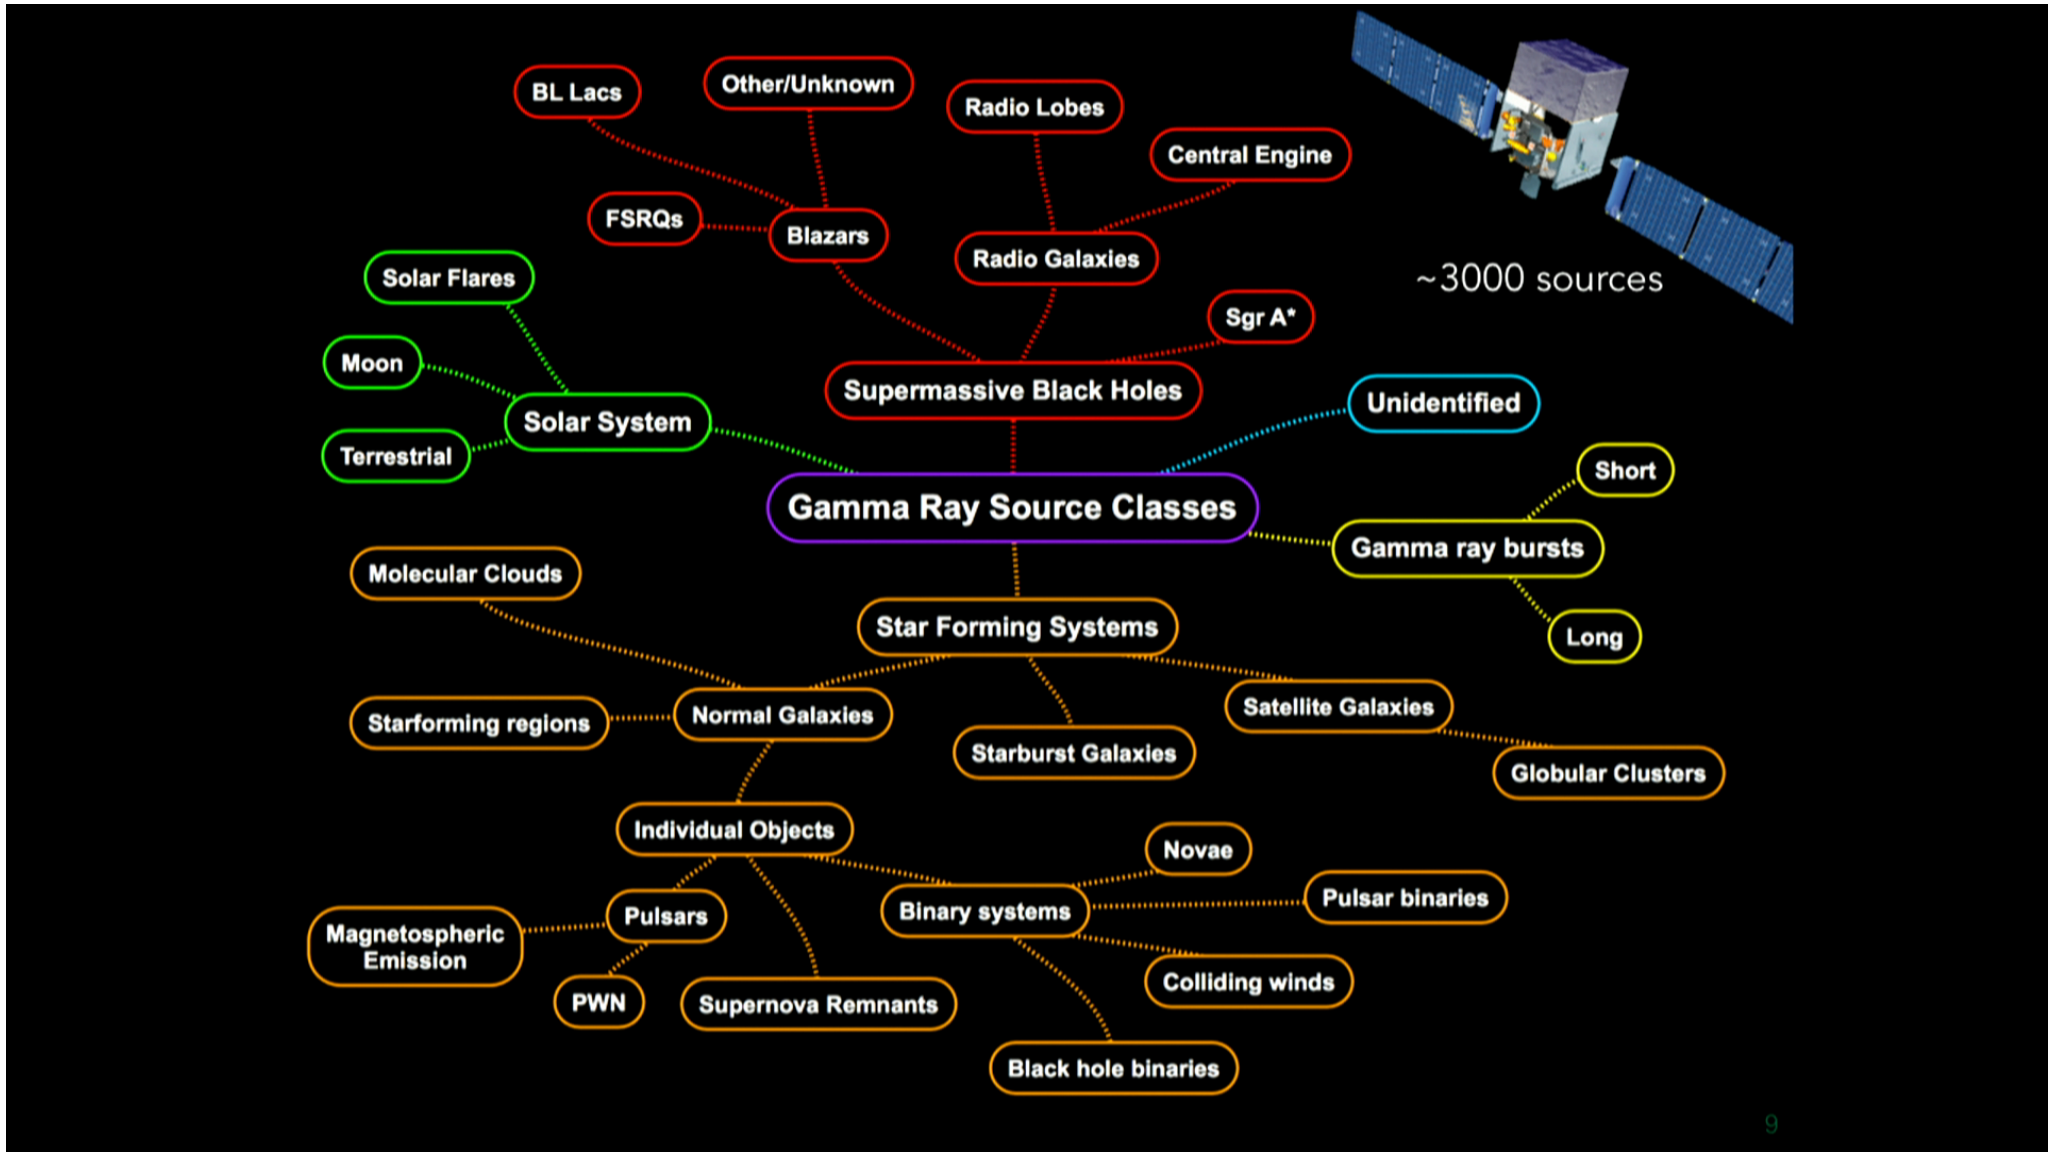 BL Lacs
Other/Unknown
Radio Lobes
Central Engine
FSRQs
Blazars
Radio Galaxies
Solar Flares
~3000 sources
Sgr A*
Moon
Supermassive Black Holes
Unidentified
Solar System
Terrestrial
Short
Gamma Ray Source Classes
Gamma ray bursts
Molecular Clouds
Star Forming Systems
Long
Starforming regions
Normal Galaxies
Satellite Galaxies
Starburst Galaxies
Globular Clusters
Individual Objects
Novae
Pulsars
Binary systems
Pulsar binaries
Magnetospheric
Emission
PWN
Supernova Remnants
Colliding winds
Black hole binaries
9